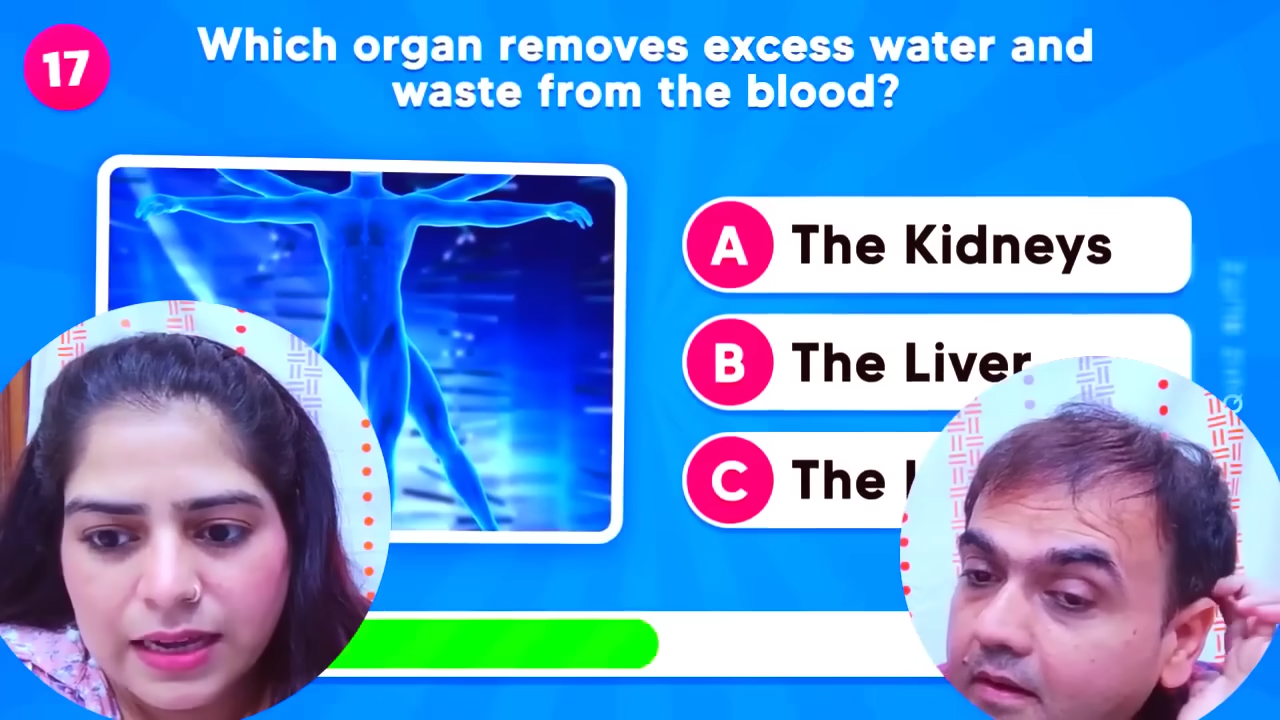 17
Which organ removes excess water and
waste from the blood?
A The Kidneys
B The Liver
C The